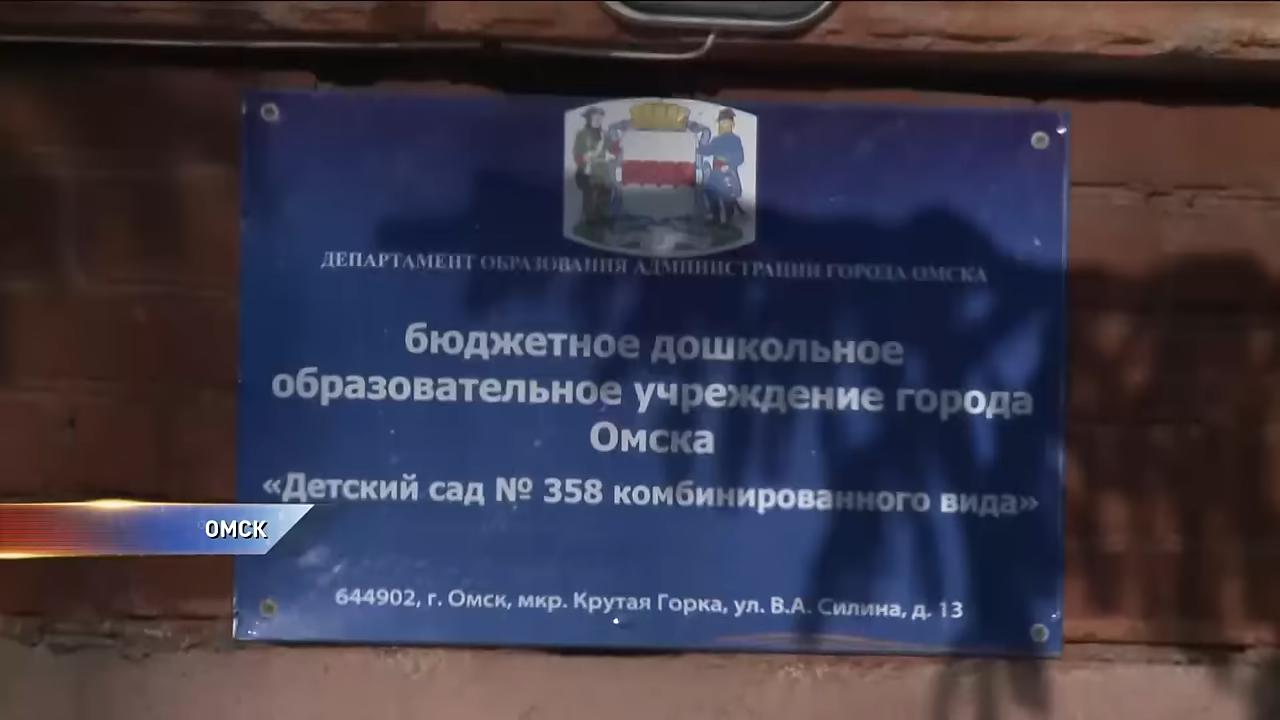 ДЕПАРТАМЕНТ ОБРАЗОВАНИЯ АДМИНИСТРАЦИИ ГОРОДА ОМСКА
бюджетное дошкольное
образовательное учреждение города
Омска
«Детский сад № 358 комбинированного вида»
ОМСК
644902, г. Омск, мкр. Крутая Горка, ул. В.А. Силина, д. 13